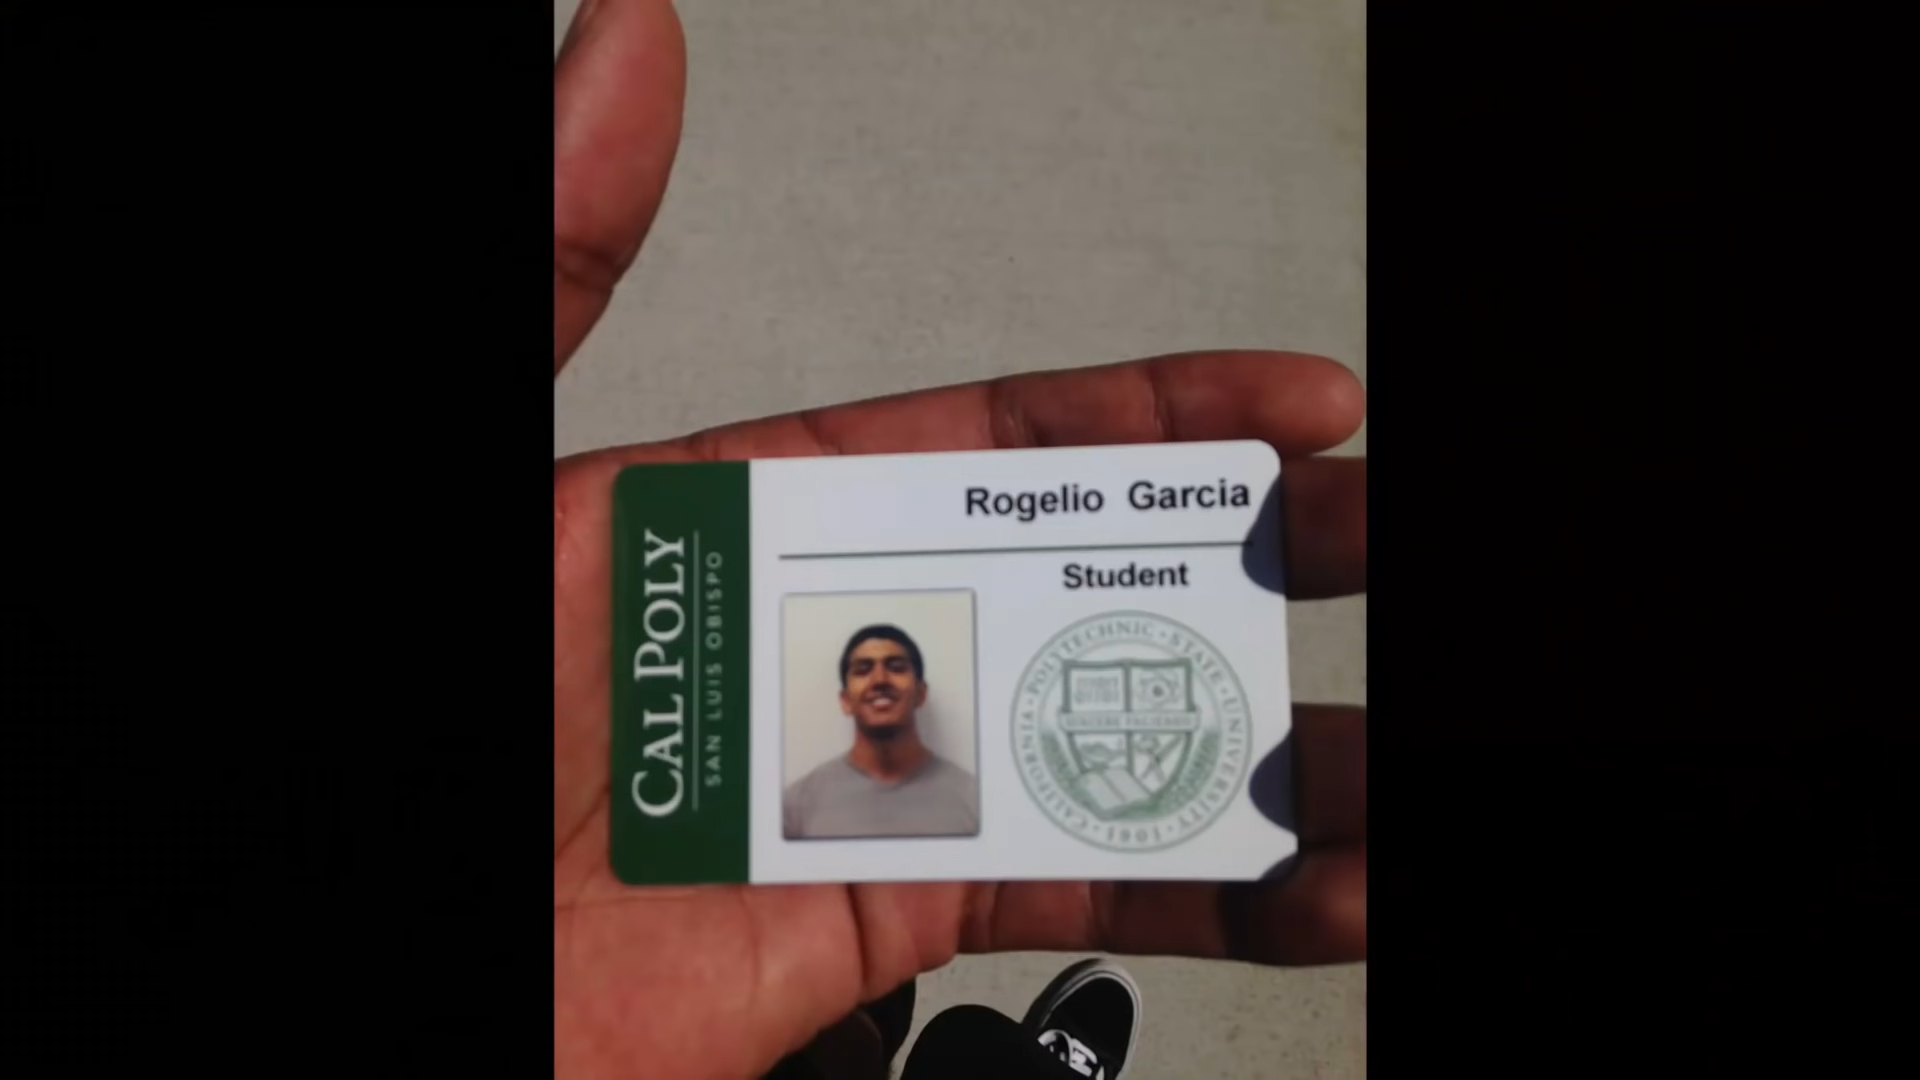 Rogelio Garcia
Student
CAL POLY
SAN LUIS OBISPO
CALIFORNIA · POLYTECHNIC · STATE · UNIVERSITY · 1901 ·